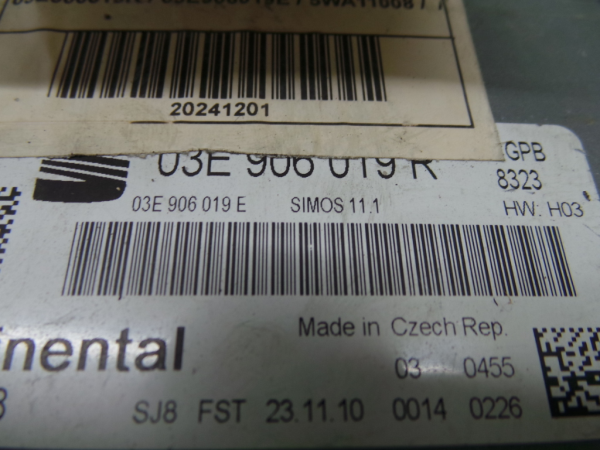 20241201
03E 906 019 R
GPB
8323
03E 906 019 E SIMOS 11.1
HW: H03
Made in Czech Rep.
nental
03 0455
SJ8 FST 23.11.10 0014 0226